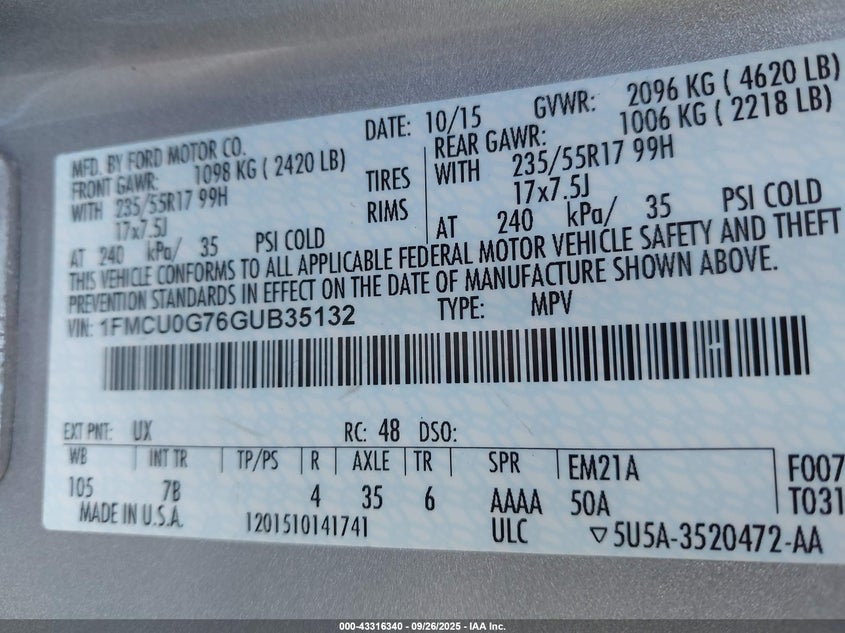 MFD. BY FORD MOTOR CO. DATE: 10/15 GVWR: 2096 KG ( 4620 LB)
FRONT GAWR: 1098 KG ( 2420 LB) REAR GAWR: 1006 KG ( 2218 LB)
WITH 235/55R17 99H TIRES WITH 235/55R17 99H
17x7.5J RIMS 17x7.5J
AT 240 kPa/ 35 PSI COLD AT 240 kPa/ 35 PSI COLD
THIS VEHICLE CONFORMS TO ALL APPLICABLE FEDERAL MOTOR VEHICLE SAFETY AND THEFT
PREVENTION STANDARDS IN EFFECT ON THE DATE OF MANUFACTURE SHOWN ABOVE.
VIN: 1FMCU0G76GUB35132 TYPE: MPV
EXT PNT: UX RC: 48 DSO:
WB INT TR TP/PS R AXLE TR SPR EM21A F007
105 7B 4 35 6 AAAA 50A T031
MADE IN U.S.A. 1201510141741 ULC ▽5U5A-3520472-AA
000-43316340 - 09/26/2025 - IAA Inc.